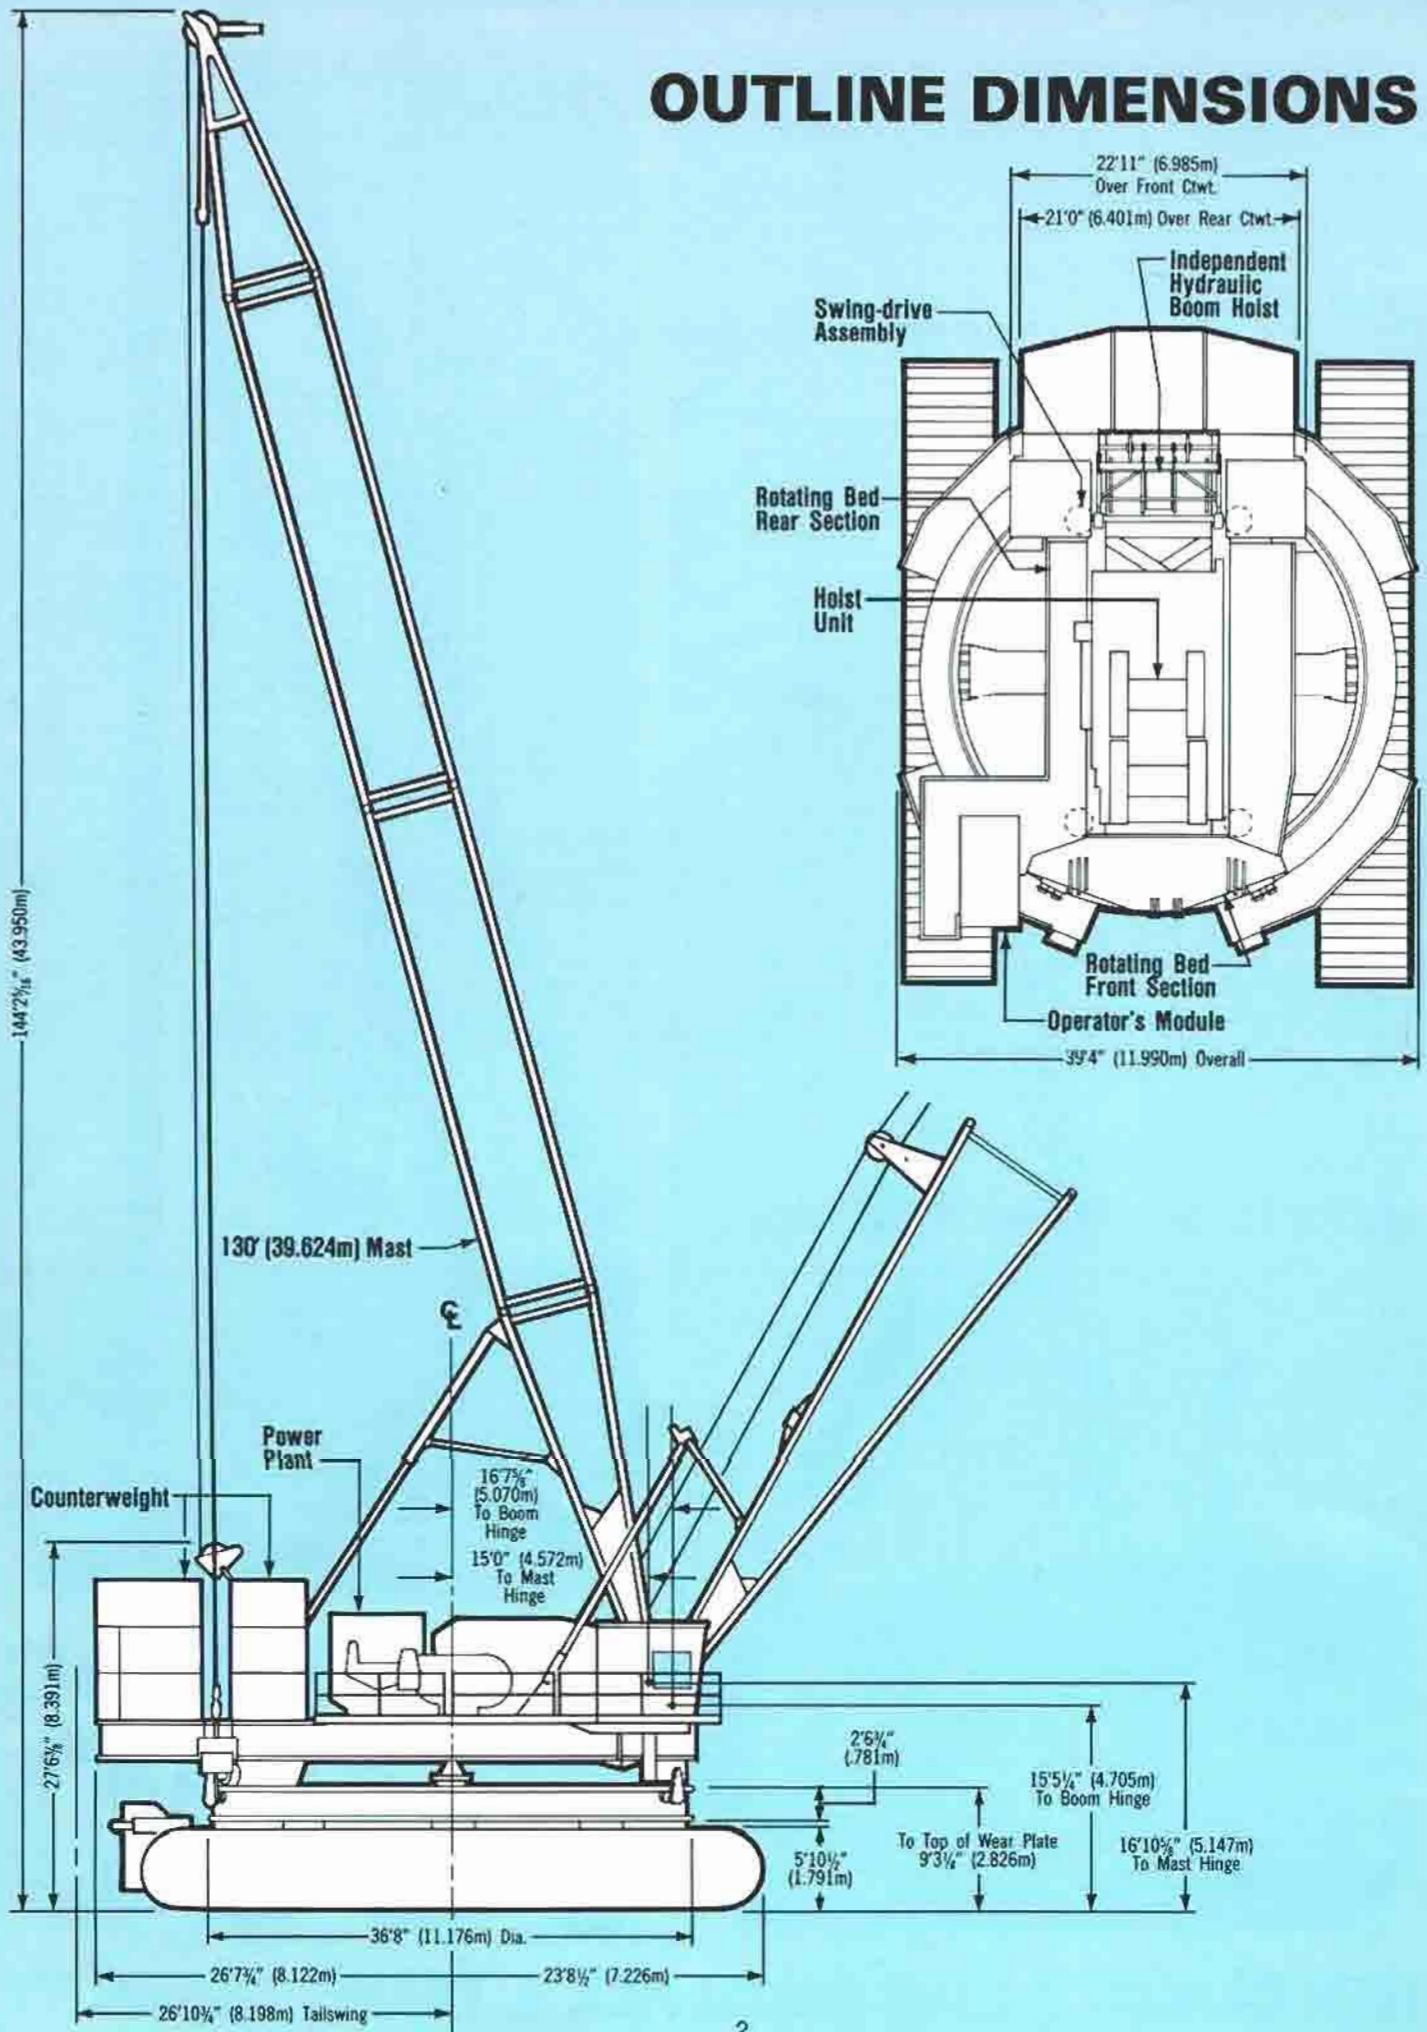 OUTLINE DIMENSIONS
22'11" (6.985m)
Over Front Ctwt.
21'0" (6.401m) Over Rear Ctwt.
Independent
Hydraulic
Boom Hoist
Swing-drive
Assembly
Rotating Bed
Rear Section
Hoist
Unit
Rotating Bed
Front Section
Operator's Module
39'4" (11.990m) Overall
144'2⁵⁄₁₆" (43.950m)
130' (39.624m) Mast
℄
Power
Plant
Counterweight
16'7⅝"
(5.070m)
To Boom
Hinge
15'0" (4.572m)
To Mast
Hinge
27'6⅜" (8.391m)
2'6¾"
(.781m)
15'5¼" (4.705m)
To Boom Hinge
To Top of Wear Plate
9'3¼" (2.826m)
16'10⅝" (5.147m)
To Mast Hinge
5'10½"
(1.791m)
36'8" (11.176m) Dia.
26'7¾" (8.122m)
23'8½" (7.226m)
26'10¾" (8.198m) Tailswing
2